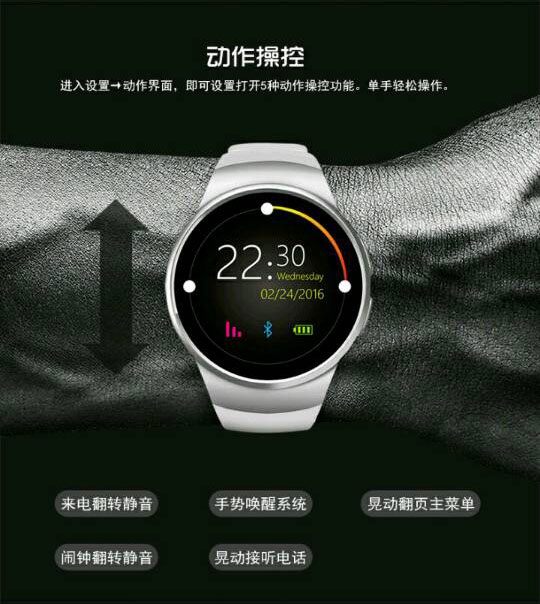 动作操控
进入设置→动作界面，即可设置打开5种动作操控功能。单手轻松操作。
22.30
Wednesday
02/24/2016
来电翻转静音
手势唤醒系统
晃动翻页主菜单
闹钟翻转静音
晃动接听电话